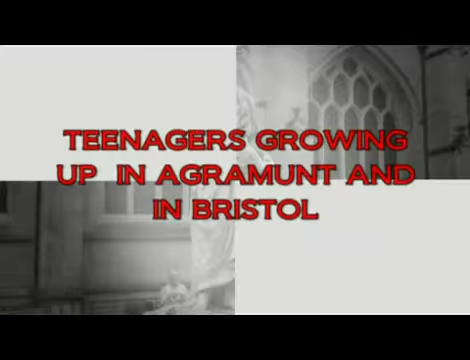 TEENAGERS GROWING
UP IN AGRAMUNT AND
IN BRISTOL